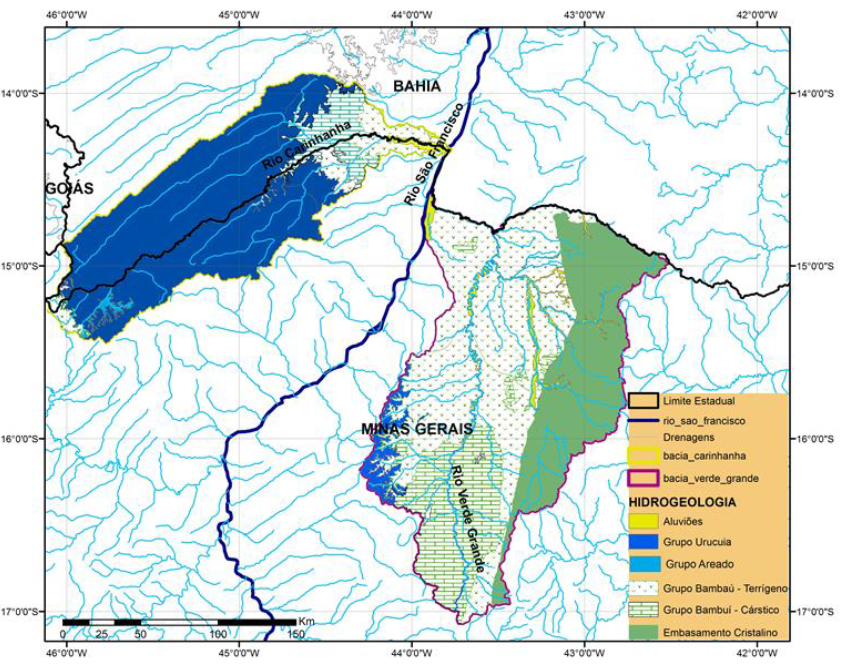 46°0'0" 45°0'0" 44°0'0" 43°0'0" 42°0'0"
BAHIA
14°0'0"S 14°0'0"S
Rio Carinhanha
Rio São Francisco
GOIÁS
15°0'0"S 15°0'0"S
Limite Estadual
rio_sao_francisco
MINAS GERAIS
16°0'0"S 16°0'0"S
Drenagens
bacia_carinhanha
bacia_verde_grande
Rio Verde Grande
HIDROGEOLOGIA
Aluviões
Grupo Urucuia
Grupo Areado
Grupo Bambaú - Terrígeno
Grupo Bambuí - Cárstico
Embasamento Cristalino
17°0'0"S 17°0'0"S
Km
0 25 50 100 150
46°0'0" 45°0'0" 44°0'0" 43°0'0" 42°0'0"